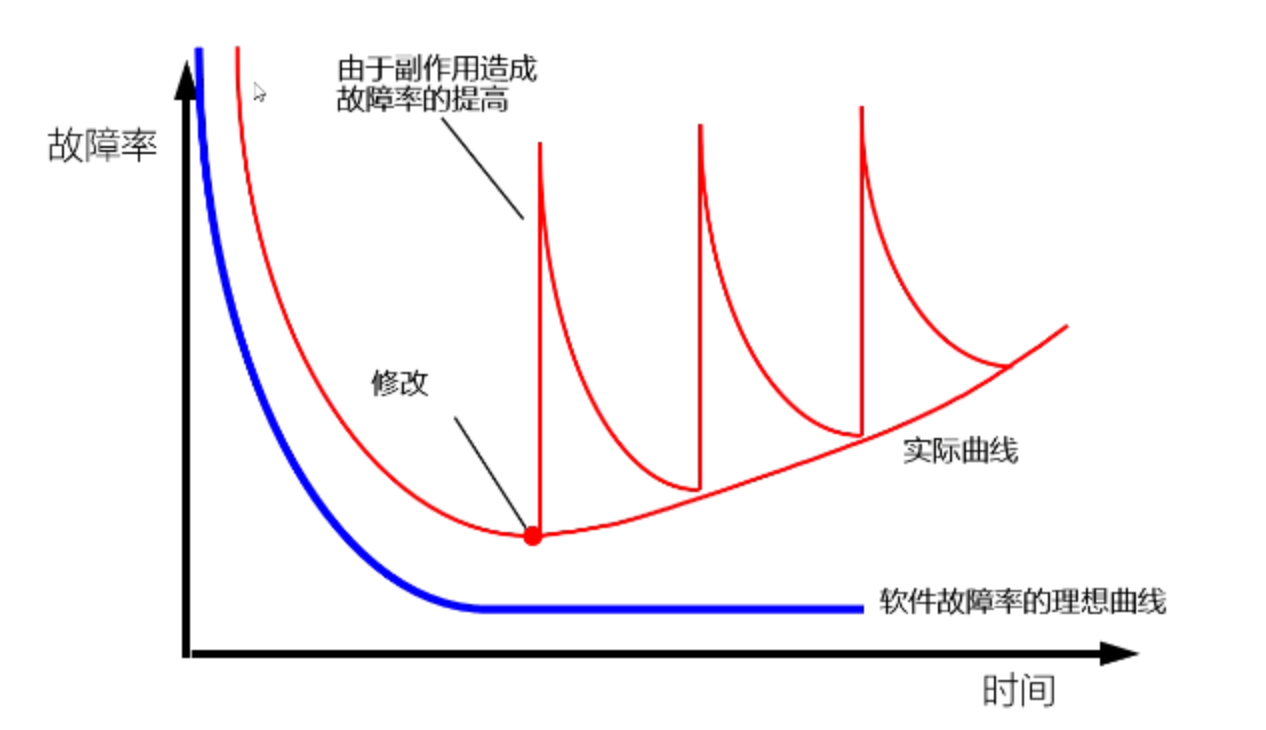 由于副作用造成
故障率的提高
故障率
修改
实际曲线
软件故障率的理想曲线
时间